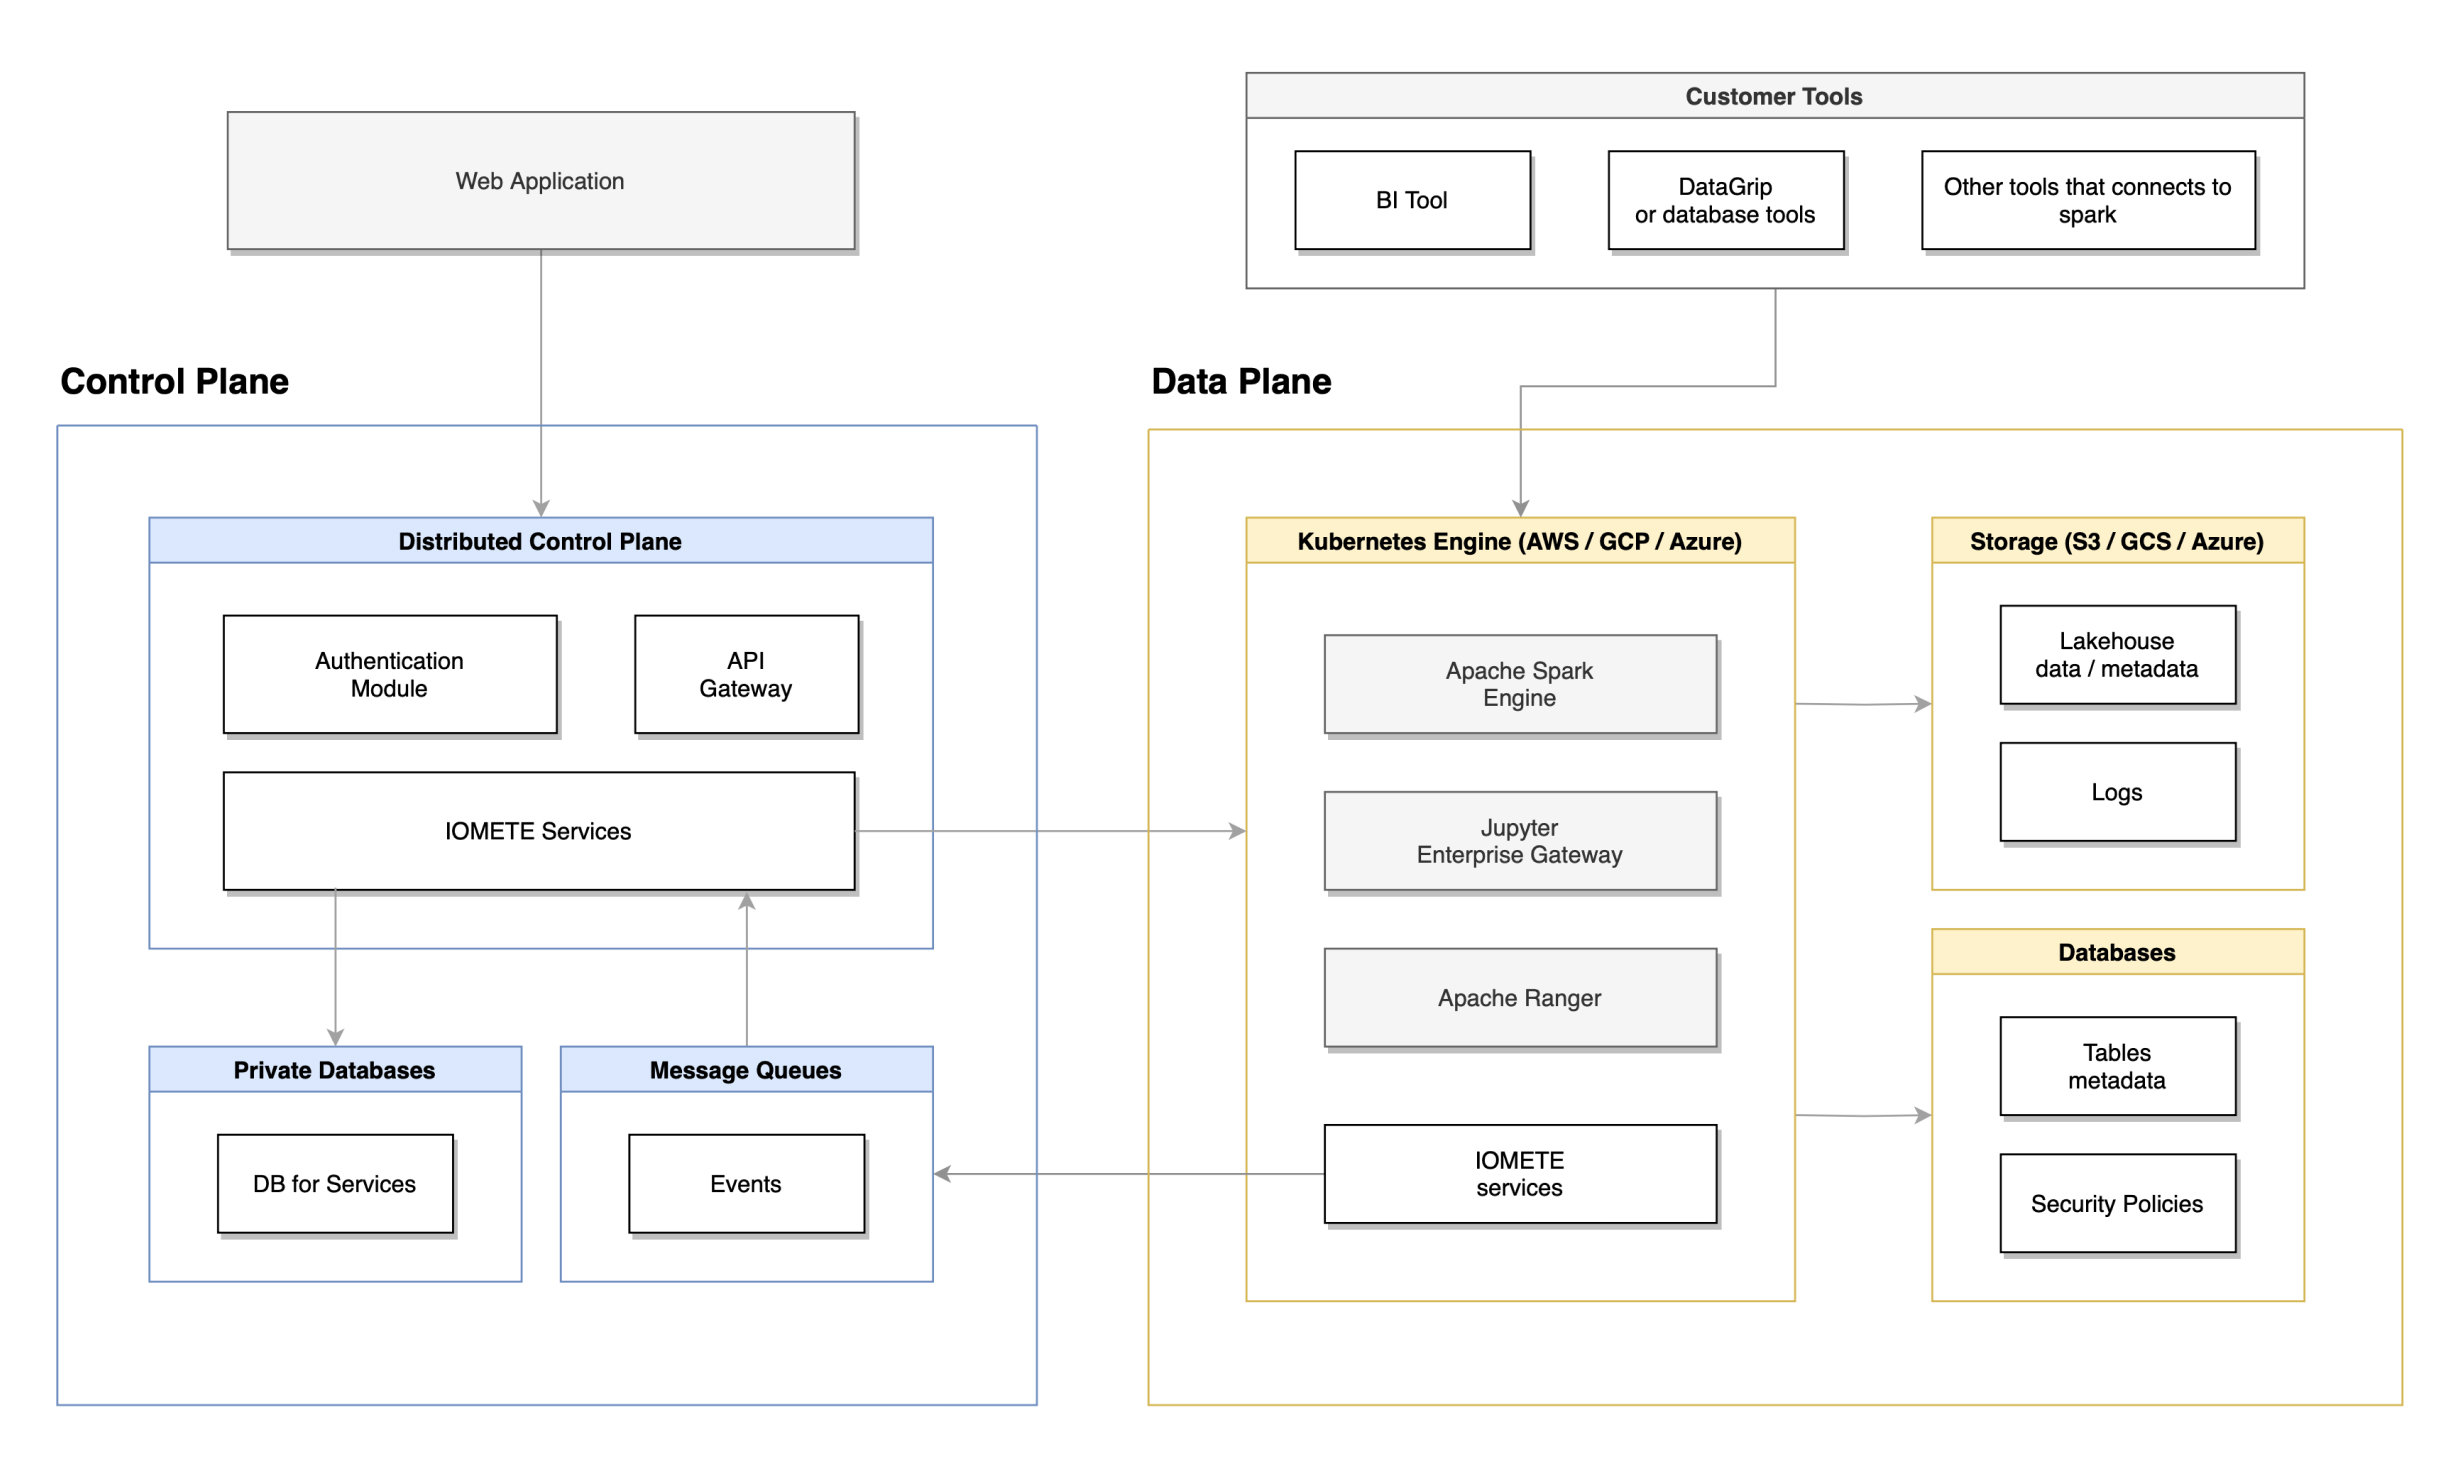 Web Application
Customer Tools
BI Tool
DataGrip
or database tools
Other tools that connects to
spark
Control Plane
Distributed Control Plane
Authentication
Module
API
Gateway
IOMETE Services
Private Databases
DB for Services
Message Queues
Events
Data Plane
Kubernetes Engine (AWS / GCP / Azure)
Apache Spark
Engine
Jupyter
Enterprise Gateway
Apache Ranger
IOMETE
services
Storage (S3 / GCS / Azure)
Lakehouse
data / metadata
Logs
Databases
Tables
metadata
Security Policies